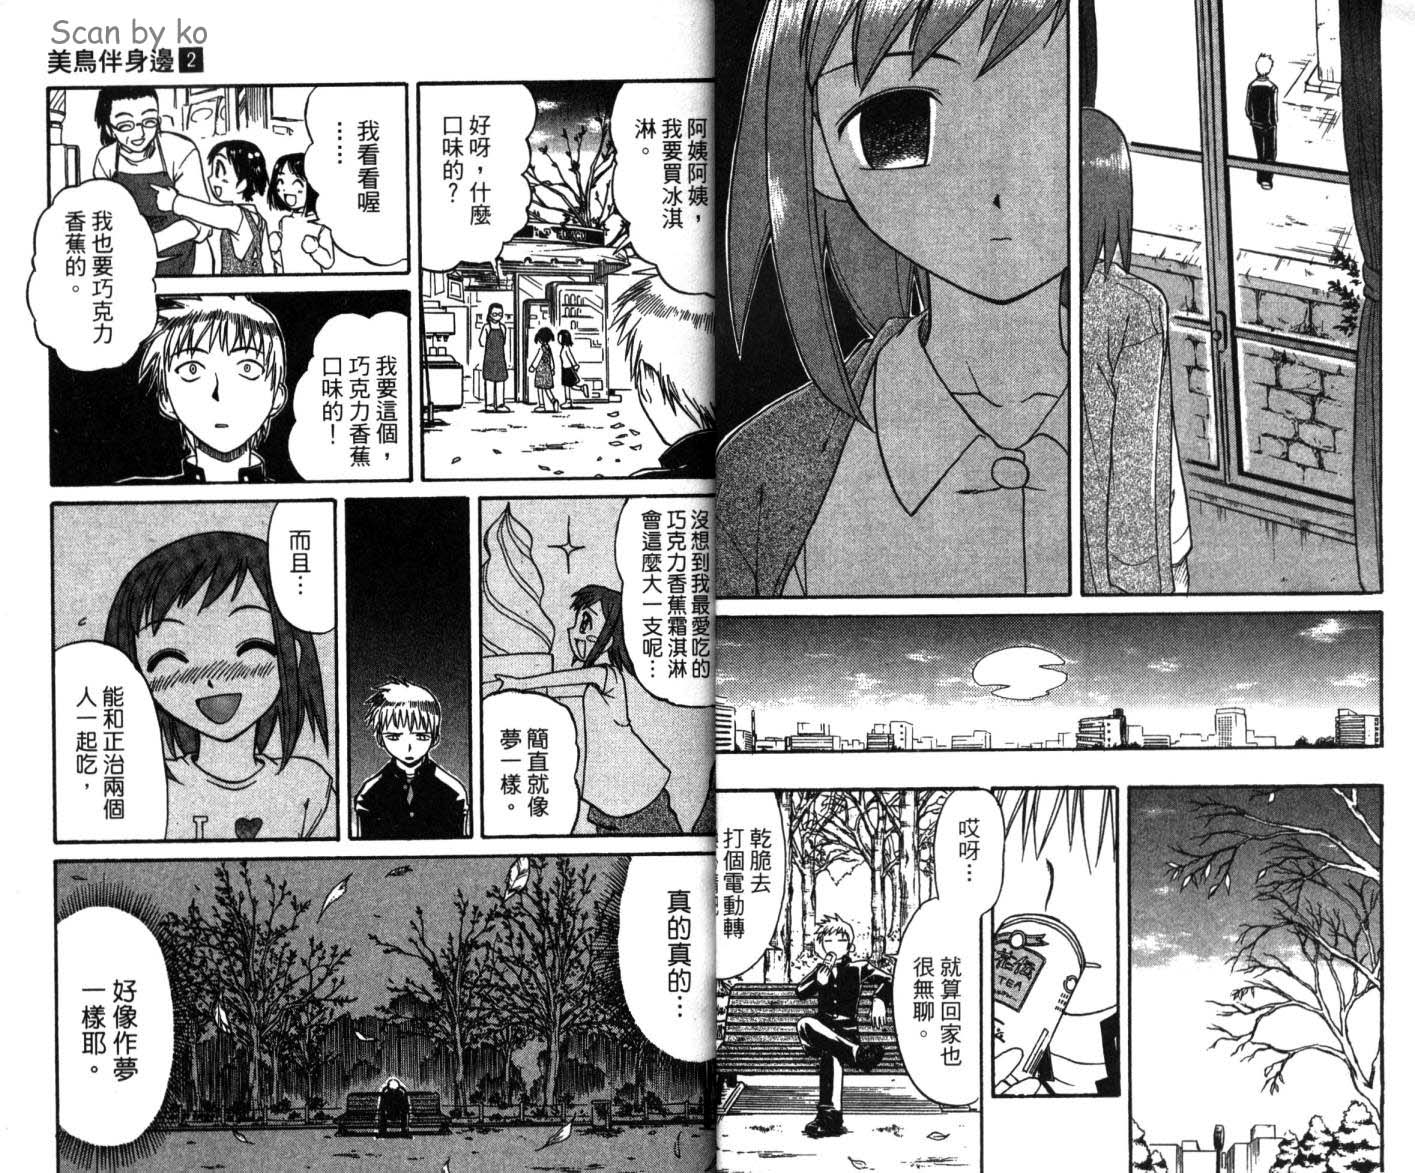 Scan by ko
美鳥伴身邊 2
花傳
TEA
哎呀…
就算回家也
很無聊。
乾脆去
打個電動轉
阿姨阿姨，
我要買冰淇
淋。
好呀，什麼
口味的？
我看看喔
……
我要這個，
巧克力香蕉
口味的！
我也要巧克力
香蕉的。
沒想到我最愛吃的
巧克力香蕉霜淇淋
會這麼大一支呢…
簡直就像
夢一樣。
而且…
能和正治兩個
人一起吃，
I
真的真的…
好像作夢
一樣耶。